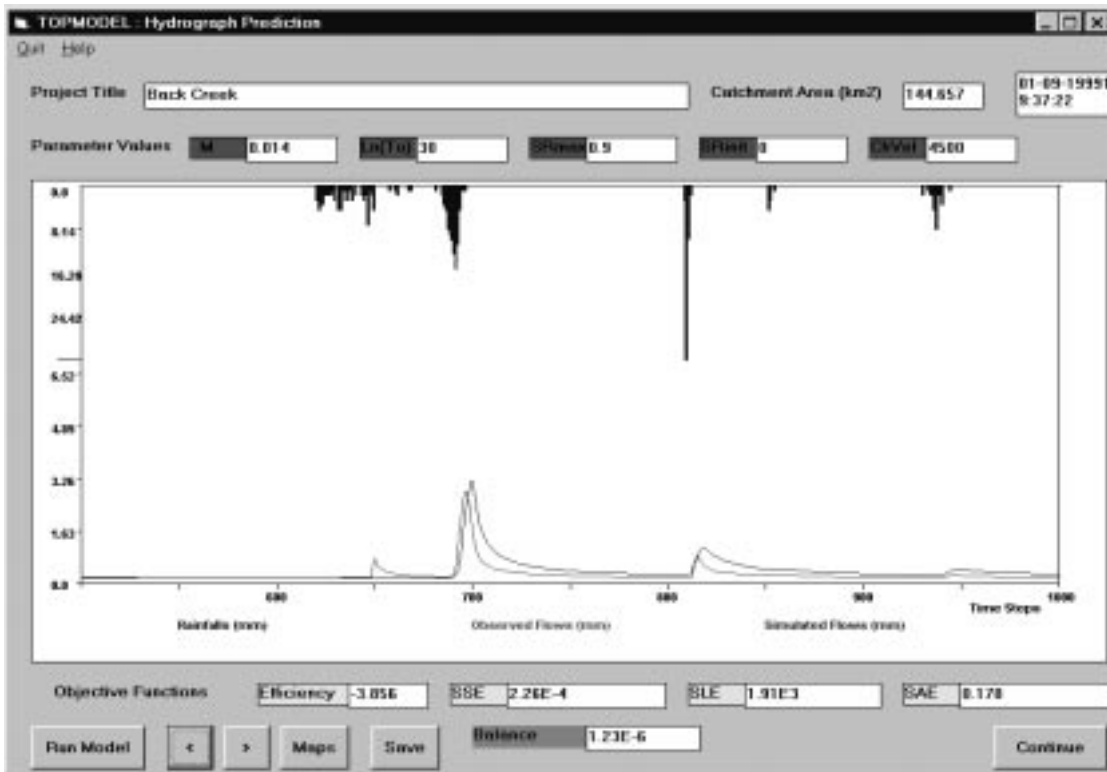 TOPMODEL : Hydrograph Prediction
Quit Help
Project Title Back Creek Catchment Area (km2) 144.657 01-09-19991
9:37:22
Parameter Values M 0.014 Ln(To) 30 SRmax 0.9 SRinit 0 ChVel 4500
0.0
8.14
16.28
24.42
6.52
4.89
3.26
1.63
0.0
600 700 800 900 1000
Time Steps
Rainfalls (mm) Observed Flows (mm) Simulated Flows (mm)
Objective Functions Efficiency -3.856 SSE 2.26E-4 SLE 1.91E3 SAE 0.178
Balance 1.23E-6
Run Model < > Maps Save Continue